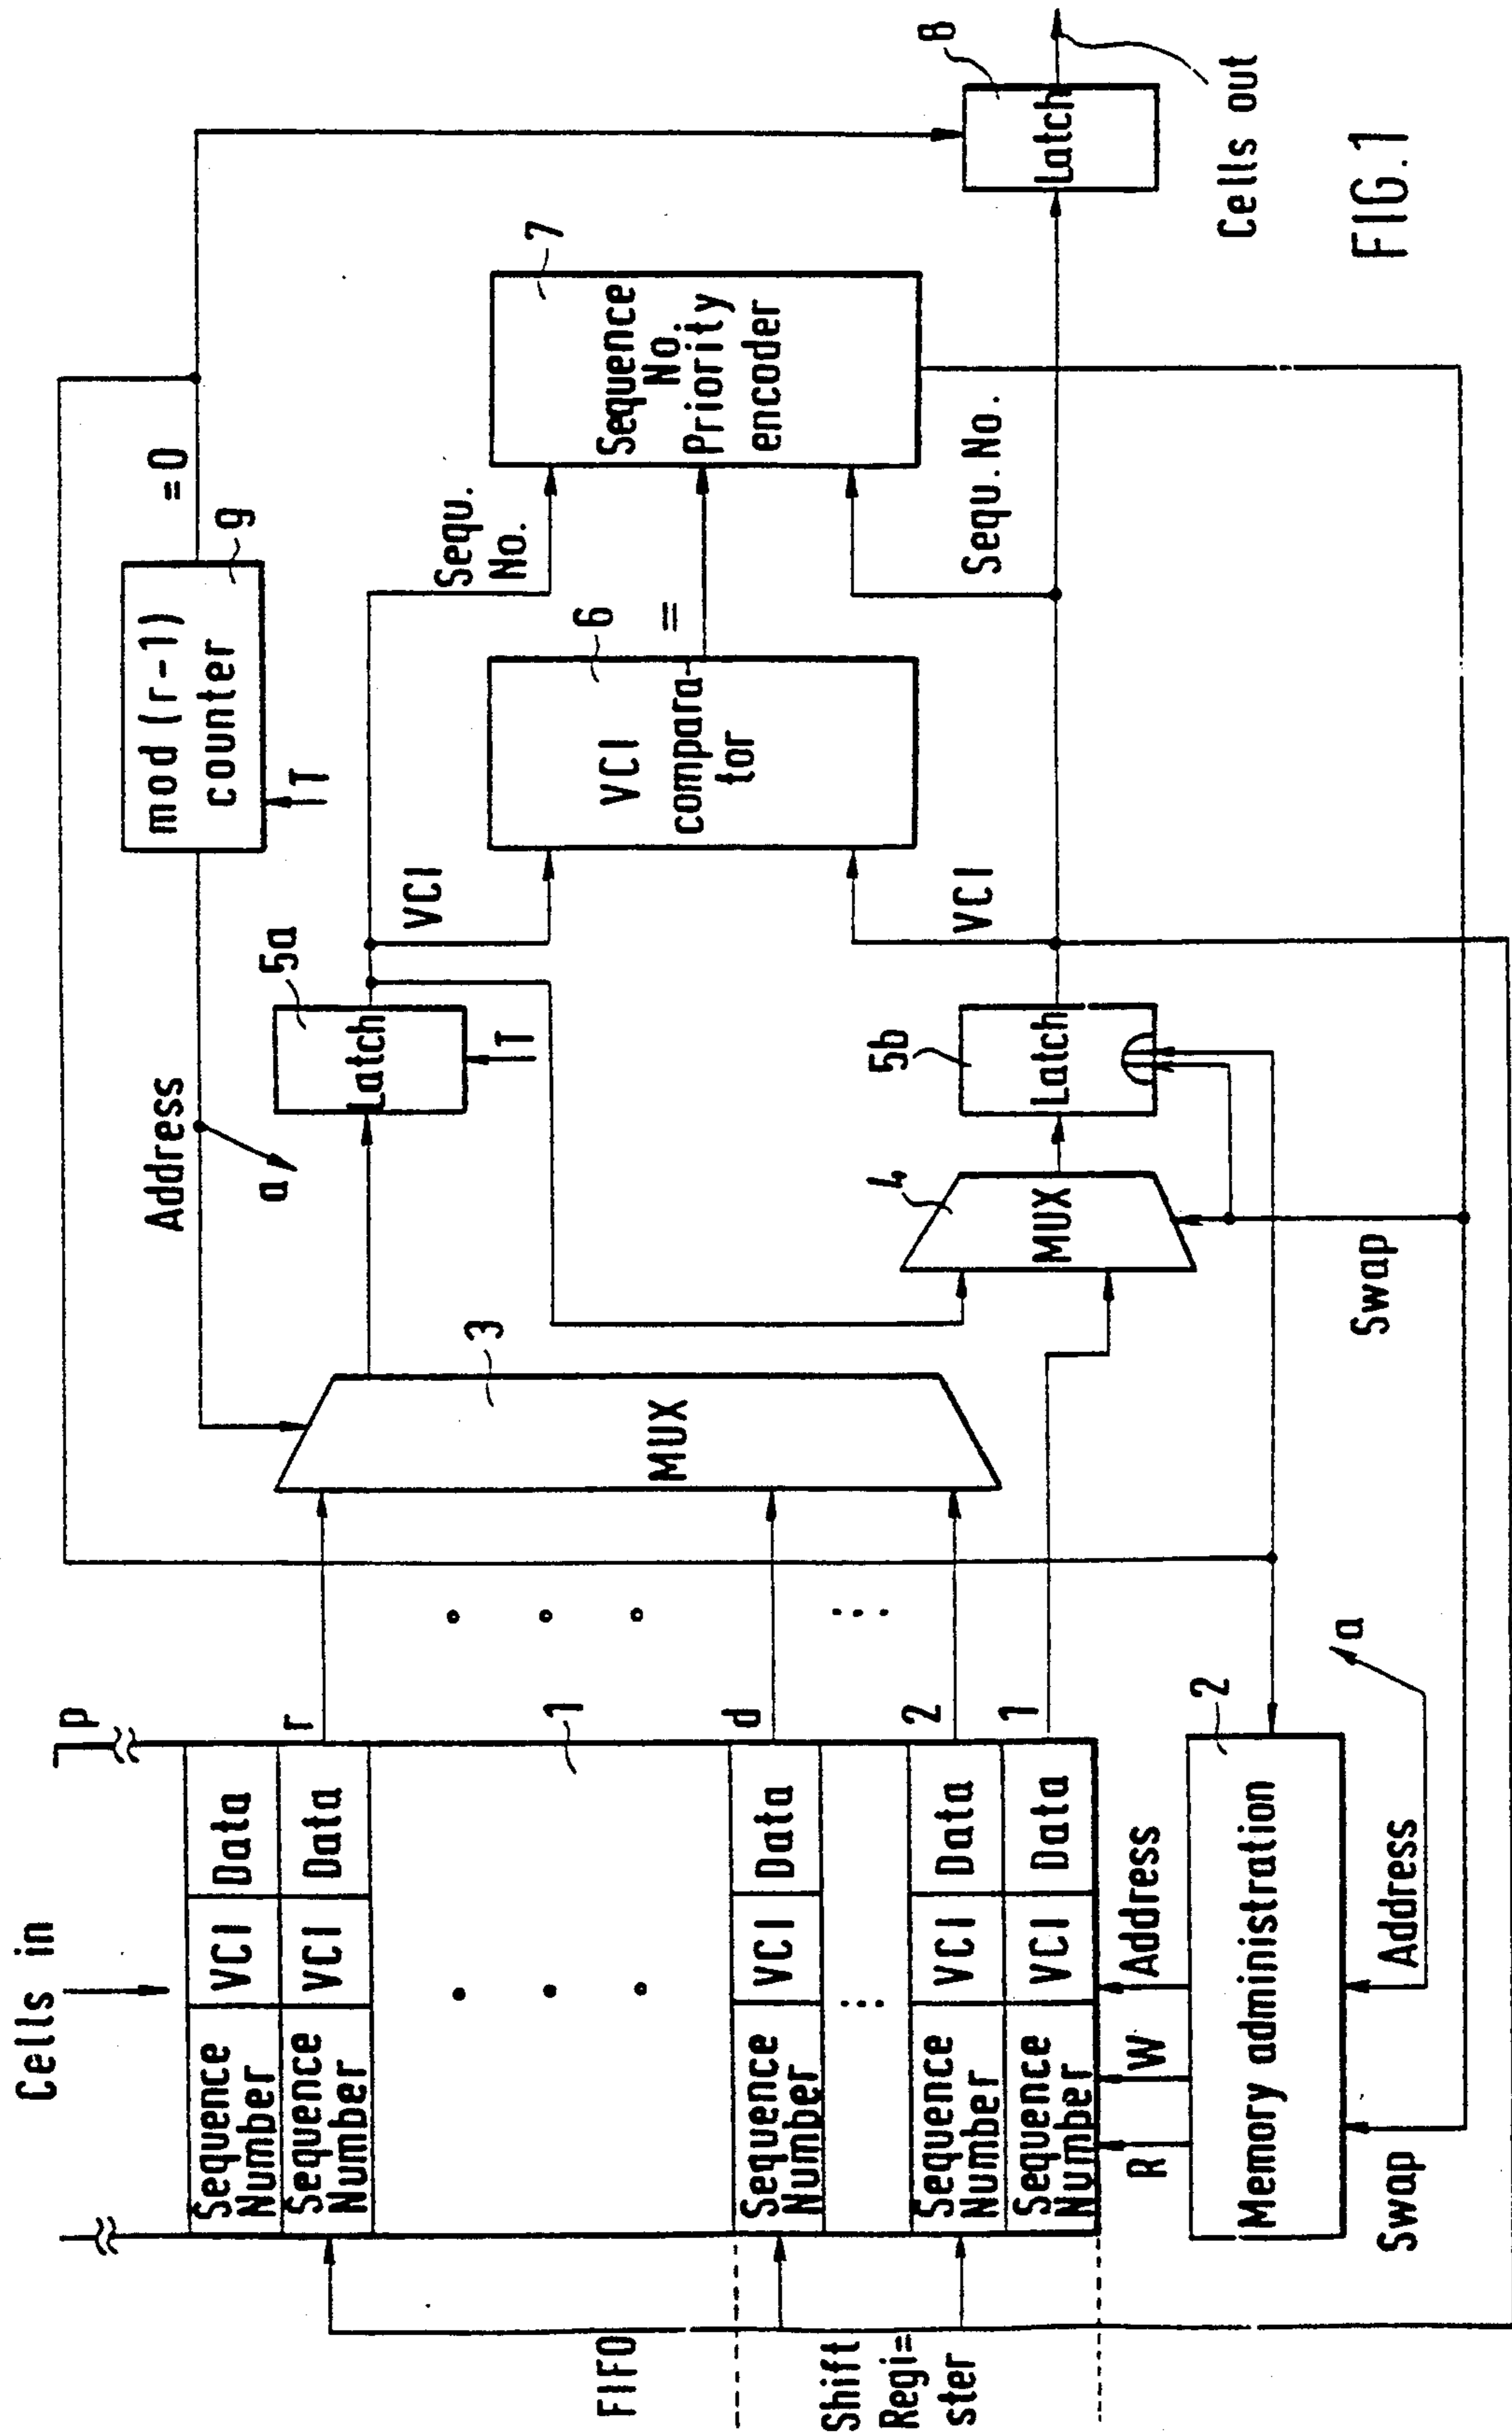 Cells in
P
Sequence Number
VCI
Data
r
Sequence Number
VCI
Data
1
FIFO
d
Sequence Number
VCI
Data
Shift
Regi=
ster
2
Sequence Number
VCI
Data
1
Sequence Number
VCI
Data
R
W
Address
2
Memory administration
Swap
Address
a
MUX
3
Address
a
mod (r-1)
counter
9
T
=0
Latch
5a
T
MUX
4
Swap
Latch
5b
VCI
VCI
VCI
compara-
tor
6
=
Sequ.
No.
Sequ. No.
Sequence
No
Priority
encoder
7
Latch
8
Cells out
FIG.1